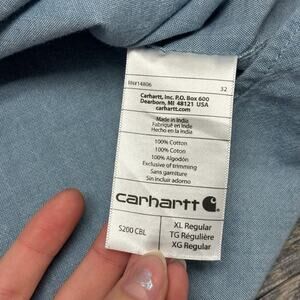 RN#14806 32
Carhartt, Inc. P.O. Box 600
Dearborn, MI 48121 USA
carhartt.com
Made in India
Fabriqué en Inde
Hecho en la India
100% Cotton
100% Coton
100% Algodón
Exclusive of trimming
Sans garniture
Sin incluir adorno
carhartt
S200 CBL
XL Regular
TG Régulière
XG Regular